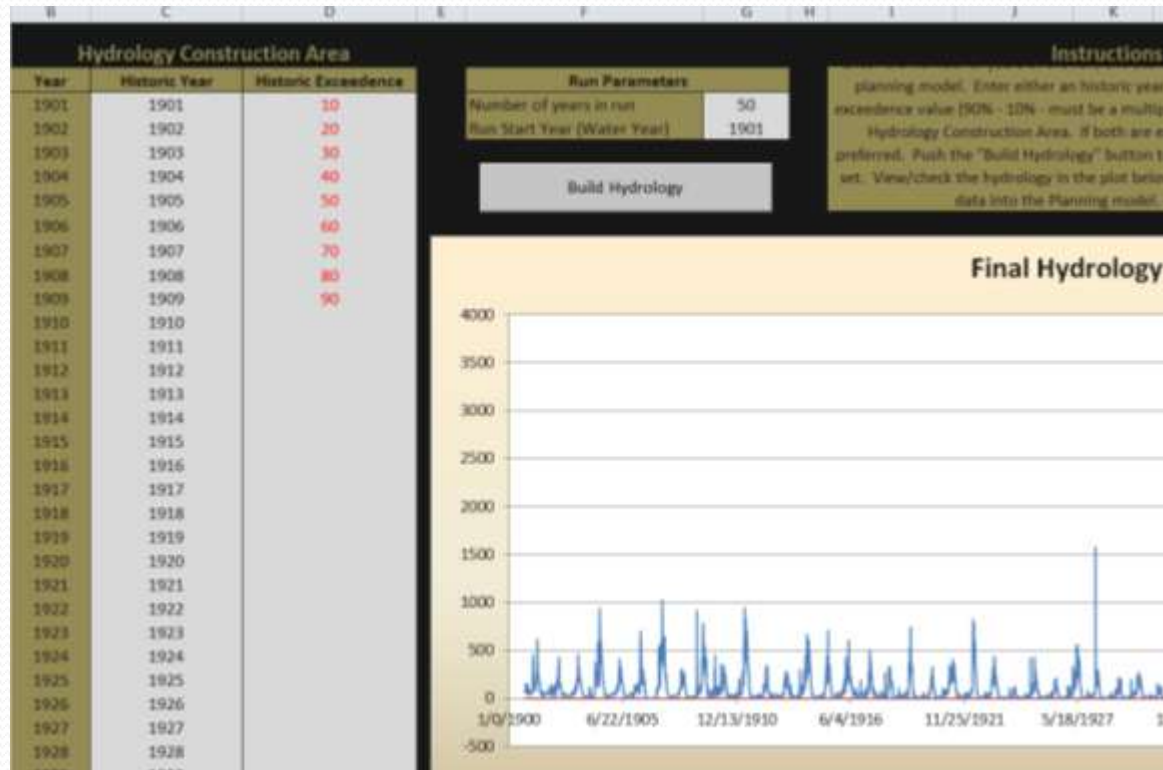 B C D E F G H I J K
Hydrology Construction Area
Year Historic Year Historic Exceedence
1901 1901 10
1902 1902 20
1903 1903 30
1904 1904 40
1905 1905 50
1906 1906 60
1907 1907 70
1908 1908 80
1909 1909 90
1910 1910
1911 1911
1912 1912
1913 1913
1914 1914
1915 1915
1916 1916
1917 1917
1918 1918
1919 1919
1920 1920
1921 1921
1922 1922
1923 1923
1924 1924
1925 1925
1926 1926
1927 1927
1928 1928
Run Parameters
Number of years in run 50
Run Start Year (Water Year) 1901
Build Hydrology
Instructions
planning model. Enter either an historic year
exceedence value (90% - 10% - must be a
Hydrology Construction Area. If both are
preferred. Push the "Build Hydrology" button
set. View/check the hydrology in the plot
data into the Planning model.
Final Hydrology
4000
3500
3000
2500
2000
1500
1000
500
0
1/0/1900 6/22/1905 12/13/1910 6/4/1916 11/25/1921 5/18/1927
-500